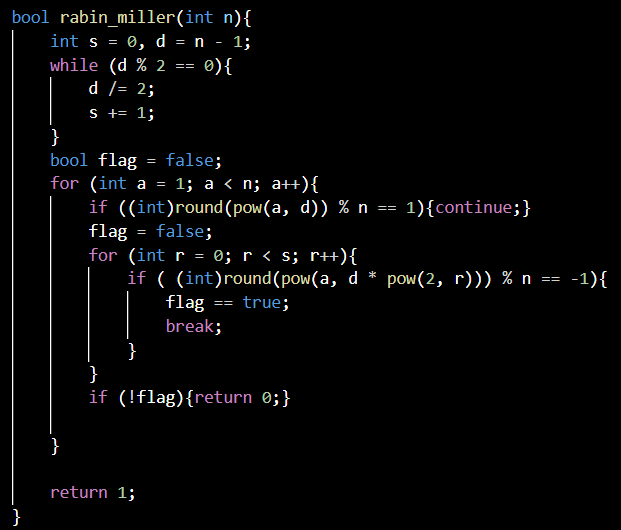 bool rabin_miller(int n){
    int s = 0, d = n - 1;
    while (d % 2 == 0){
        d /= 2;
        s += 1;
    }
    bool flag = false;
    for (int a = 1; a < n; a++){
        if ((int)round(pow(a, d)) % n == 1){continue;}
        flag = false;
        for (int r = 0; r < s; r++){
            if ( (int)round(pow(a, d * pow(2, r))) % n == -1){
                flag == true;
                break;
            }
        }
        if (!flag){return 0;}
    }
    return 1;
}